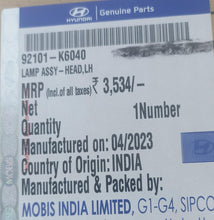 HYUNDAI Genuine Parts
92101-K6040
LAMP ASSY-HEAD,LH
MRP (Incl.of all taxes) ₹ 3,534/-
Net 1Number
Quantity
Manufactured on: 04/2023
Country of Origin: INDIA
Manufactured & Packed by:
MOBIS INDIA LIMITED, G1-G4, SIPCO